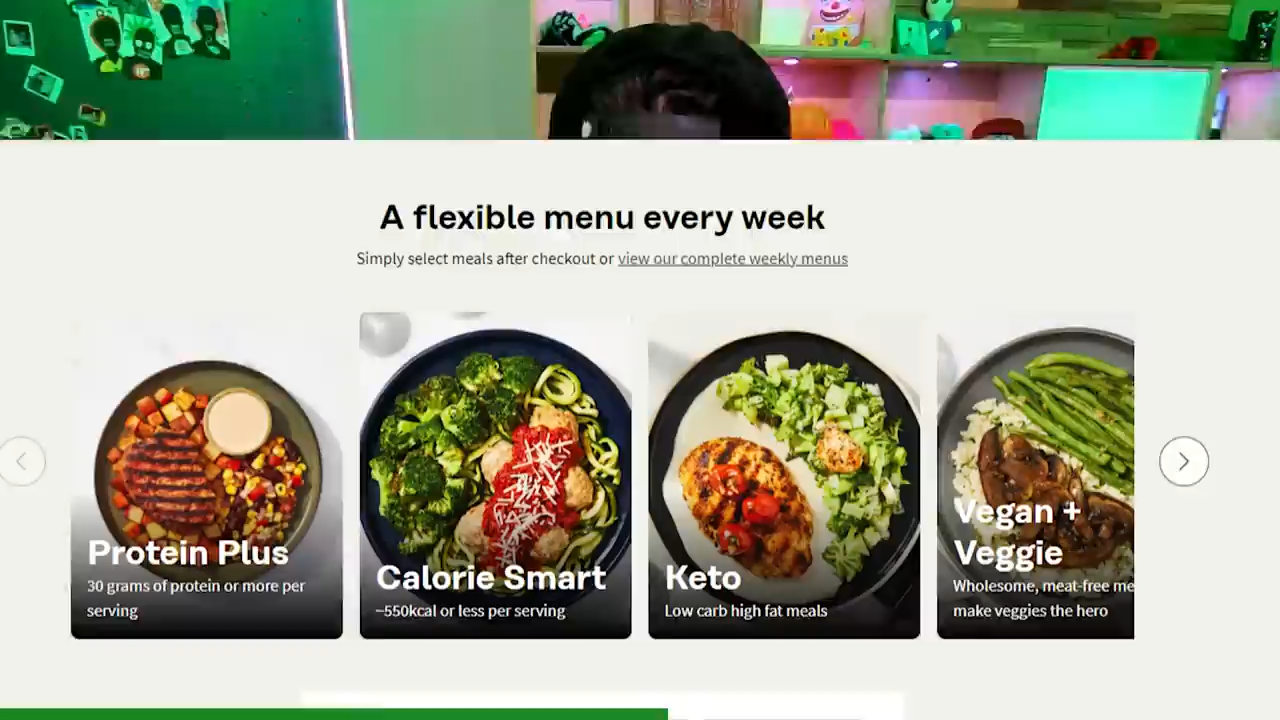 A flexible menu every week
Simply select meals after checkout or view our complete weekly menus
Protein Plus
30 grams of protein or more per
serving
Calorie Smart
~550kcal or less per serving
Keto
Low carb high fat meals
Vegan +
Veggie
Wholesome, meat-free me
make veggies the hero